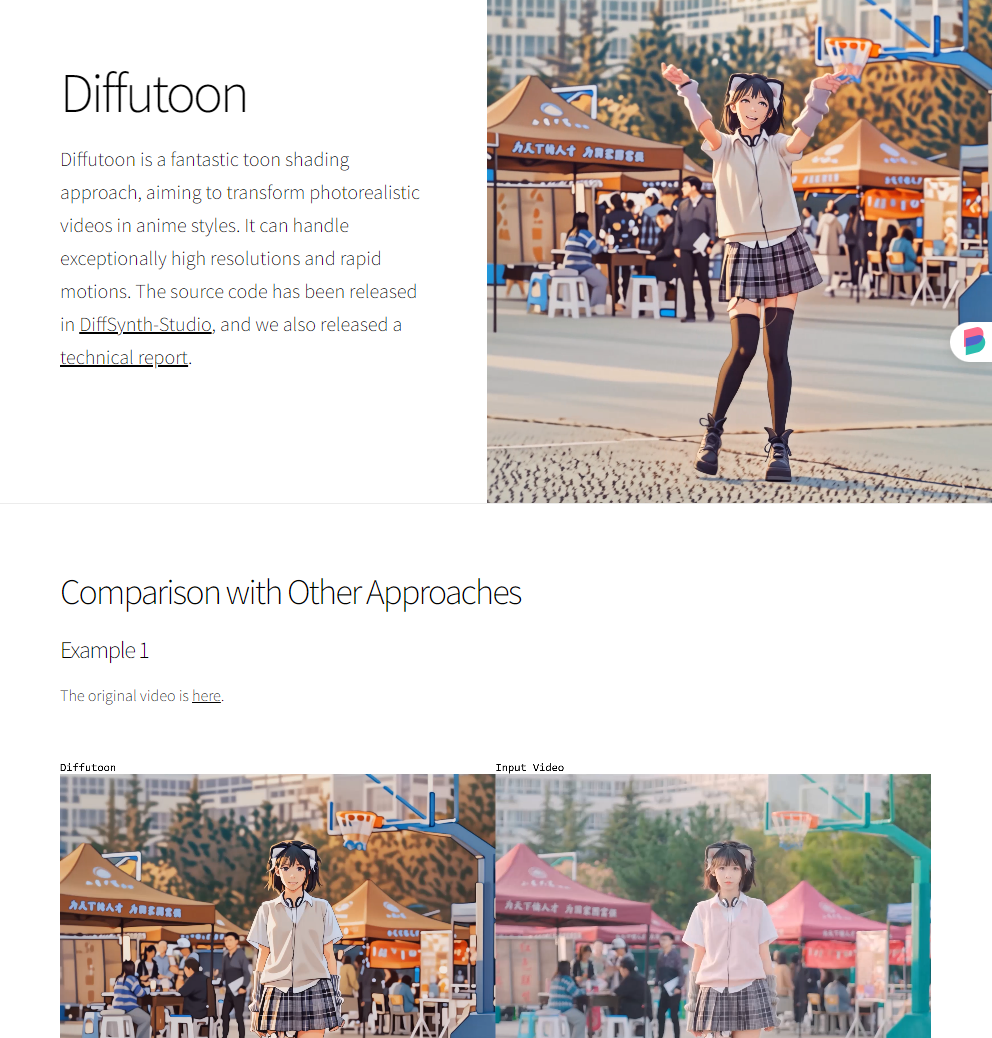 Diffutoon
Diffutoon is a fantastic toon shading
approach, aiming to transform photorealistic
videos in anime styles. It can handle
exceptionally high resolutions and rapid
motions. The source code has been released
in DiffSynth-Studio, and we also released a
technical report.
Comparison with Other Approaches
Example 1
The original video is here.
Diffutoon
Input Video